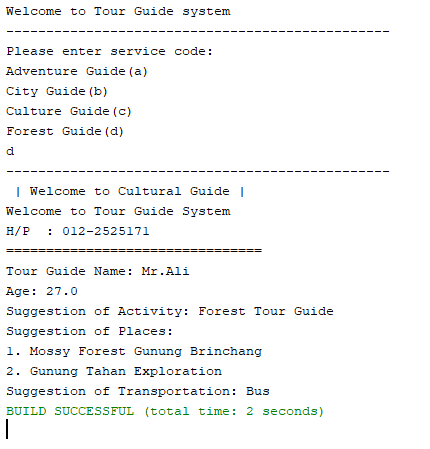 Welcome to Tour Guide system
------------------------------------------------
Please enter service code:
Adventure Guide(a)
City Guide(b)
Culture Guide(c)
Forest Guide(d)
d
------------------------------------------------
| Welcome to Cultural Guide |
Welcome to Tour Guide System
H/P : 012-2525171
================================
Tour Guide Name: Mr.Ali
Age: 27.0
Suggestion of Activity: Forest Tour Guide
Suggestion of Places:
1. Mossy Forest Gunung Brinchang
2. Gunung Tahan Exploration
Suggestion of Transportation: Bus
BUILD SUCCESSFUL (total time: 2 seconds)